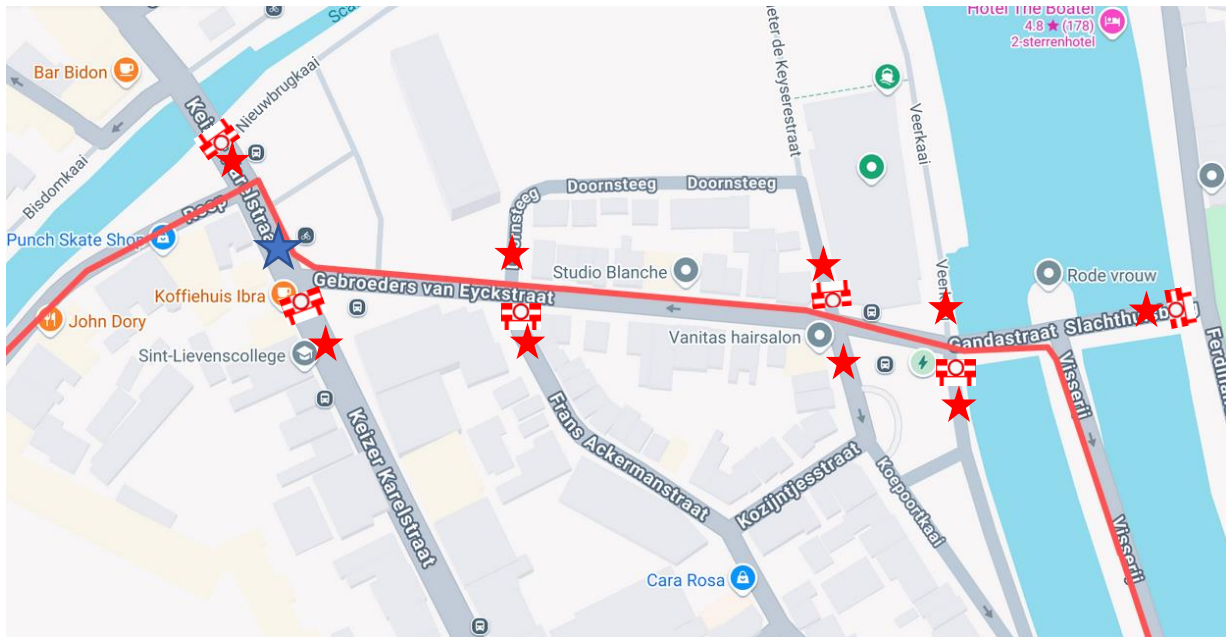 Hotel The Boatel
4.8 ★ (178)
2-sterrenhotel
Bar Bidon
Nieuwbrugkaai
Bisdomkaai
Reep
Punch Skate Shop
Koffiehuis Ibra
John Dory
Sint-Lievenscollege
Gebroeders van Eyckstraat
Doornsteeg
Doornsteeg
Studio Blanche
Vanitas hairsalon
Veerkaai
Rode vrouw
Gandastraat
Visserij
Visserij
Keizer Karelstraat
Frans Ackermanstraat
Kozijntjesstraat
Koepoortkaai
Cara Rosa